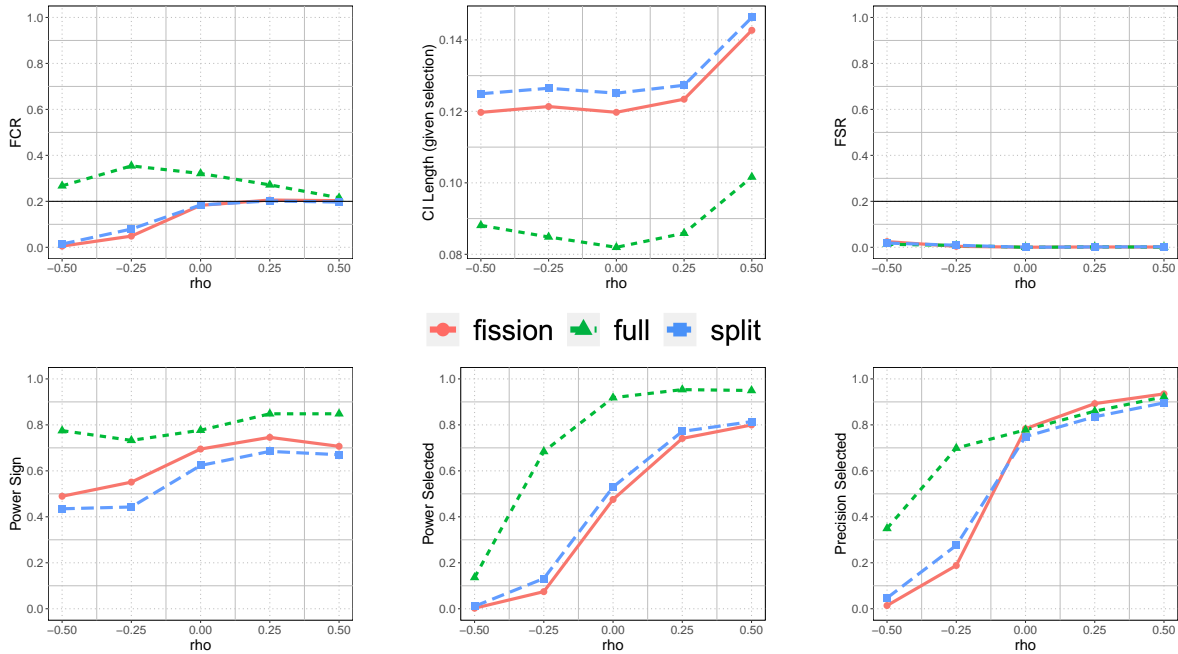 FCR
1.0
0.8
0.6
0.4
0.2
0.0
−0.50 −0.25 0.00 0.25 0.50
rho
CI Length (given selection)
0.14
0.12
0.10
0.08
−0.50 −0.25 0.00 0.25 0.50
rho
FSR
1.0
0.8
0.6
0.4
0.2
0.0
−0.50 −0.25 0.00 0.25 0.50
rho
fission full split
Power Sign
1.0
0.8
0.6
0.4
0.2
0.0
−0.50 −0.25 0.00 0.25 0.50
rho
Power Selected
1.0
0.8
0.6
0.4
0.2
0.0
−0.50 −0.25 0.00 0.25 0.50
rho
Precision Selected
1.0
0.8
0.6
0.4
0.2
0.0
−0.50 −0.25 0.00 0.25 0.50
rho